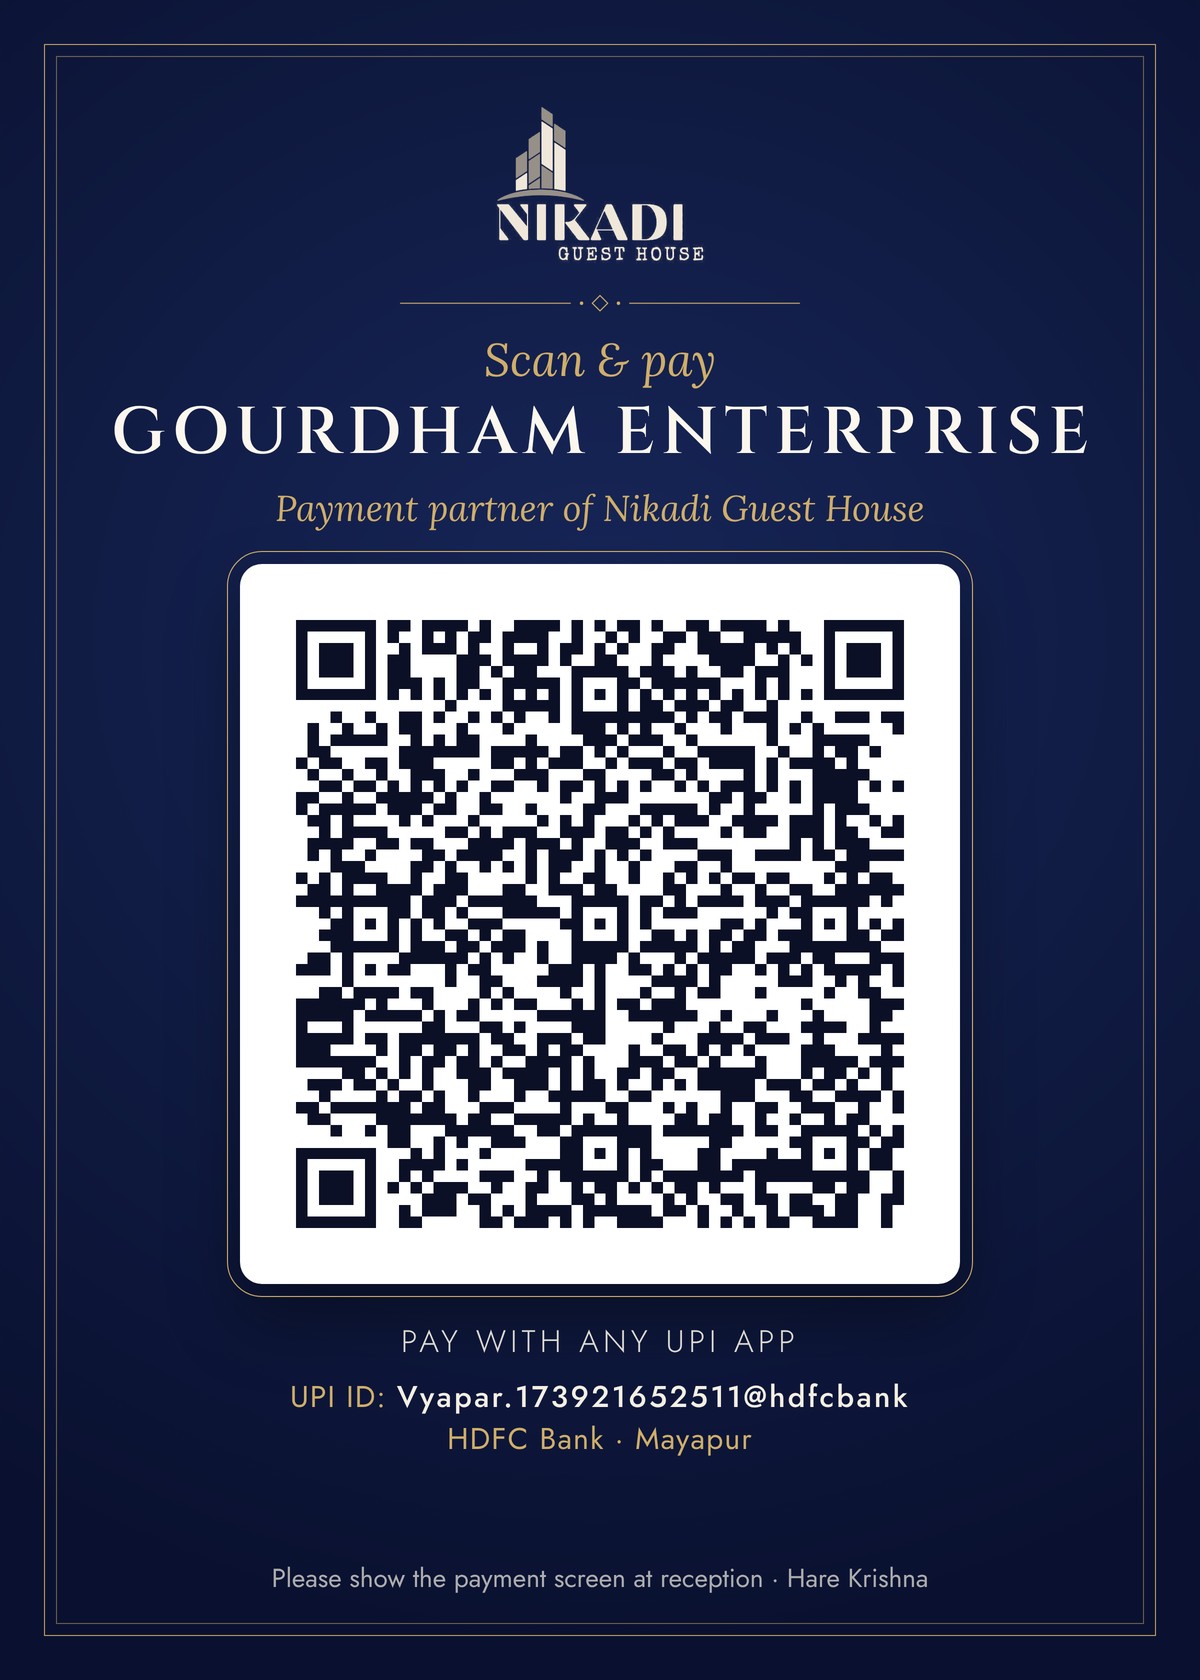 NIKADI
GUEST HOUSE
Scan & pay
GOURDHAM ENTERPRISE
Payment partner of Nikadi Guest House
PAY WITH ANY UPI APP
UPI ID: Vyapar.173921652511@hdfcbank
HDFC Bank · Mayapur
Please show the payment screen at reception · Hare Krishna